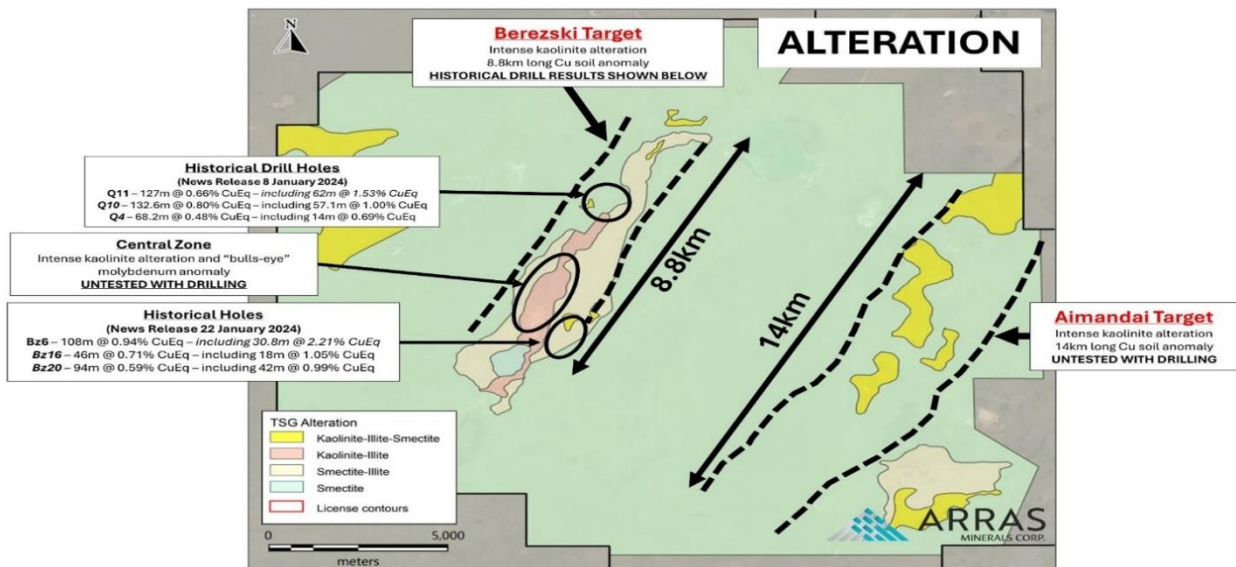 N
Berezski Target
Intense kaolinite alteration
8.8km long Cu soil anomaly
HISTORICAL DRILL RESULTS SHOWN BELOW
ALTERATION
Historical Drill Holes
(News Release 8 January 2024)
Q11 – 127m @ 0.66% CuEq – including 62m @ 1.53% CuEq
Q10 – 132.6m @ 0.80% CuEq – including 57.1m @ 1.00% CuEq
Q4 – 68.2m @ 0.48% CuEq – including 14m @ 0.69% CuEq
Central Zone
Intense kaolinite alteration and “bulls-eye”
molybdenum anomaly
UNTESTED WITH DRILLING
Historical Holes
(News Release 22 January 2024)
Bz6 – 108m @ 0.94% CuEq – including 30.8m @ 2.21% CuEq
Bz16 – 46m @ 0.71% CuEq – including 18m @ 1.05% CuEq
Bz20 – 94m @ 0.59% CuEq – including 42m @ 0.99% CuEq
8.8km
14km
Aimandai Target
Intense kaolinite alteration
14km long Cu soil anomaly
UNTESTED WITH DRILLING
TSG Alteration
Kaolinite-Illite-Smectite
Kaolinite-Illite
Smectite-Illite
Smectite
License contours
0 5,000
meters
ARRAS
MINERALS CORP.